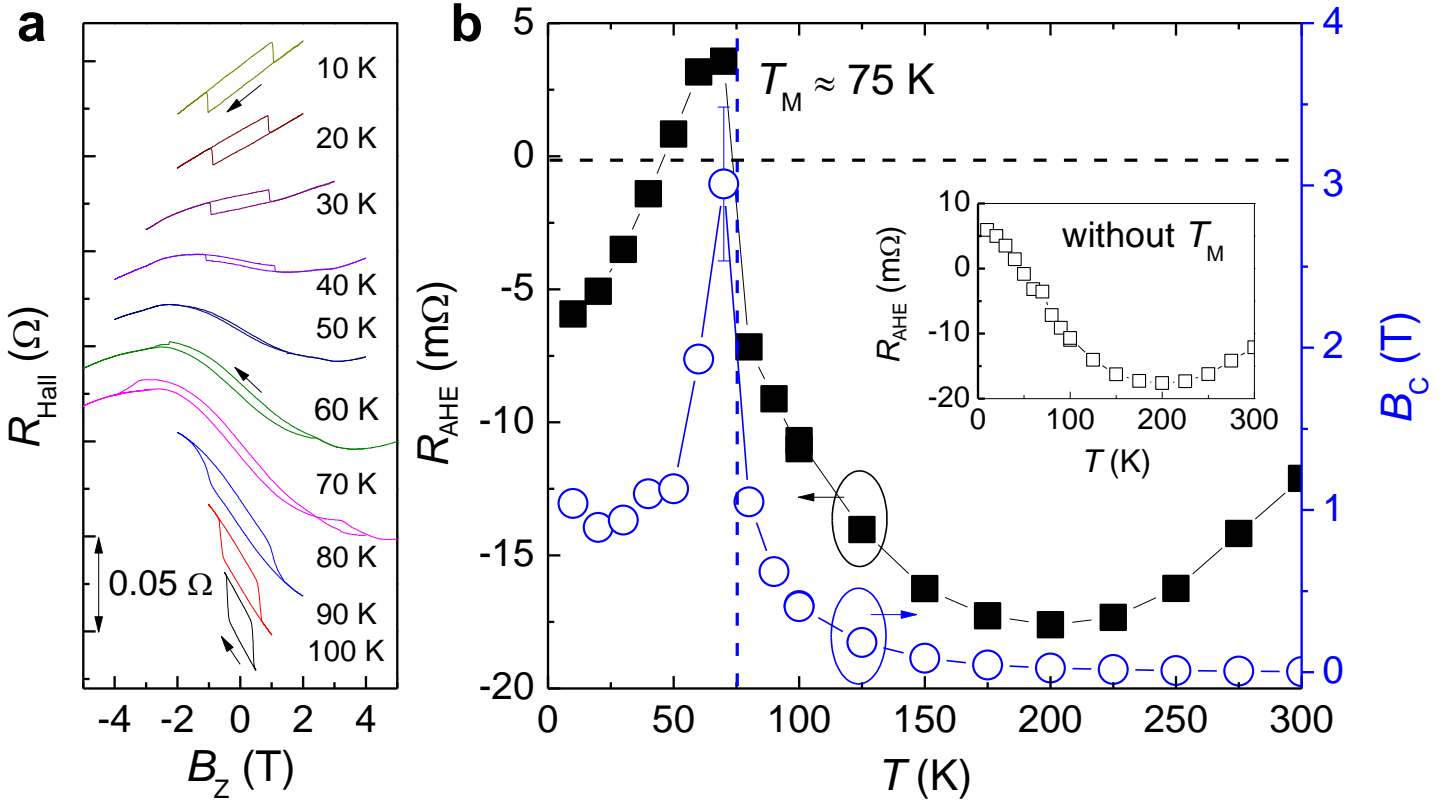 a
10 K
20 K
30 K
40 K
50 K
60 K
70 K
80 K
90 K
100 K
0.05 Ω
R_Hall (Ω)
-4 -2 0 2 4
B_Z (T)
b
T_M ≈ 75 K
5
0
-5
-10
-15
-20
R_AHE (mΩ)
0 50 100 150 200 250 300
T (K)
4
3
2
1
0
B_C (T)
without T_M
10
0
-10
-20
R_AHE (mΩ)
0 100 200 300
T (K)